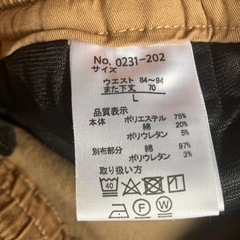 No. 0231-202
サイズ
ウエスト 84~94
また下丈 70
L
品質表示
本体 ポリエステル 75%
綿 20%
ポリウレタン 5%
別布部分 綿 97%
ポリウレタン 3%
取り扱い方
40